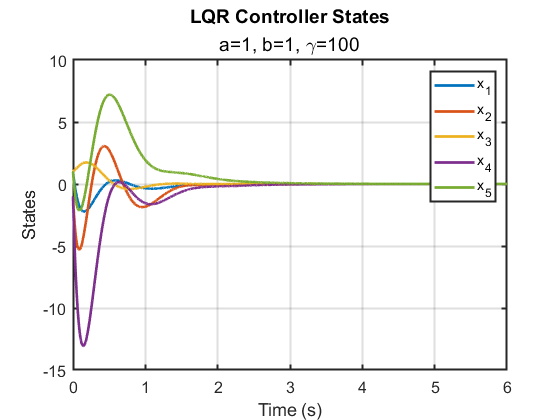 LQR Controller States
a=1, b=1, γ=100
10
5
0
-5
-10
-15
States
x1
x2
x3
x4
x5
0 1 2 3 4 5 6
Time (s)